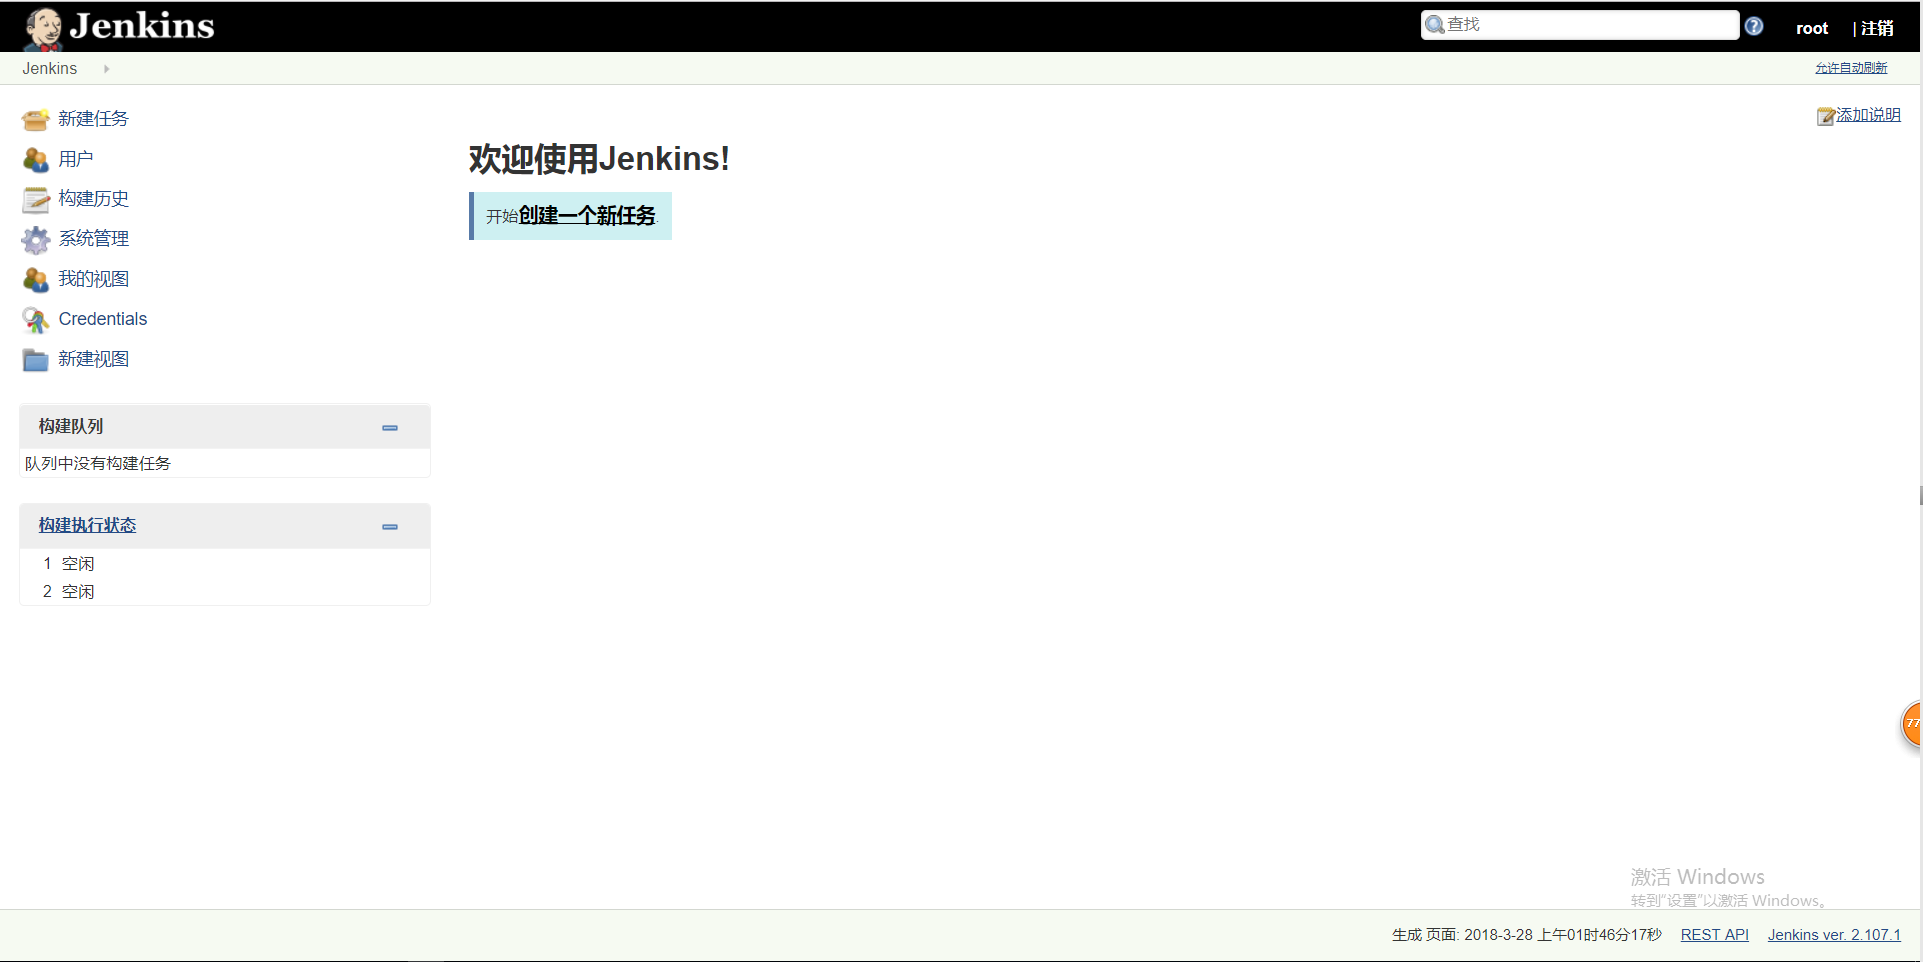 Jenkins
查找
root
| 注销
Jenkins
允许自动刷新
新建任务
用户
构建历史
系统管理
我的视图
Credentials
新建视图
添加说明
欢迎使用Jenkins!
开始创建一个新任务.
构建队列
队列中没有构建任务
构建执行状态
1 空闲
2 空闲
77
激活 Windows
转到“设置”以激活 Windows。
生成 页面: 2018-3-28 上午01时46分17秒 REST API Jenkins ver. 2.107.1